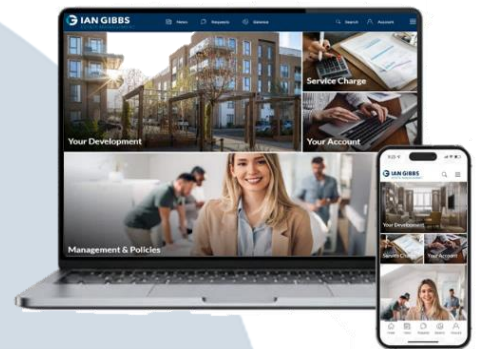 IAN GIBBS
News
Requests
Balance
Search
Account
Your Development
Service Charge
Your Account
Management & Policies
IAN GIBBS
Your Development
Service Charge
Your Account